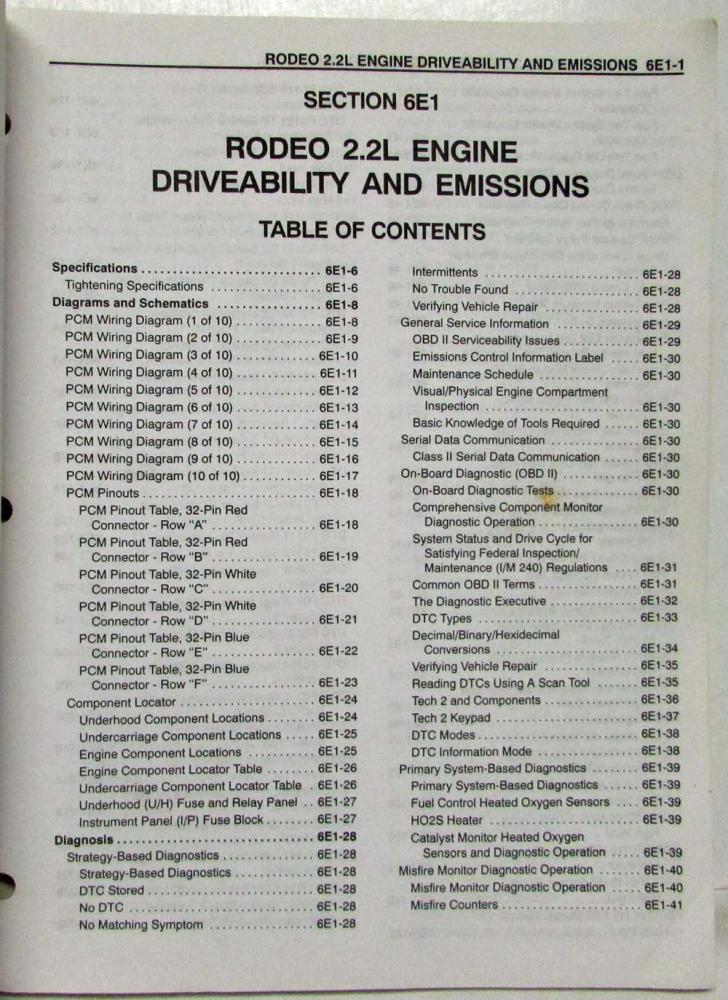 RODEO 2.2L ENGINE DRIVEABILITY AND EMISSIONS 6E1-1
SECTION 6E1
RODEO 2.2L ENGINE
DRIVEABILITY AND EMISSIONS
TABLE OF CONTENTS
Specifications ............................ 6E1-6
Tightening Specifications .................. 6E1-6
Diagrams and Schematics ................ 6E1-8
PCM Wiring Diagram (1 of 10) ............. 6E1-8
PCM Wiring Diagram (2 of 10) ............. 6E1-9
PCM Wiring Diagram (3 of 10) ............ 6E1-10
PCM Wiring Diagram (4 of 10) ............ 6E1-11
PCM Wiring Diagram (5 of 10) ............ 6E1-12
PCM Wiring Diagram (6 of 10) ............ 6E1-13
PCM Wiring Diagram (7 of 10) ............ 6E1-14
PCM Wiring Diagram (8 of 10) ............ 6E1-15
PCM Wiring Diagram (9 of 10) ............ 6E1-16
PCM Wiring Diagram (10 of 10) ........... 6E1-17
PCM Pinouts .......................... 6E1-18
PCM Pinout Table, 32-Pin Red
Connector - Row "A" ................ 6E1-18
PCM Pinout Table, 32-Pin Red
Connector - Row "B" ................ 6E1-19
PCM Pinout Table, 32-Pin White
Connector - Row "C" ................ 6E1-20
PCM Pinout Table, 32-Pin White
Connector - Row "D" ................ 6E1-21
PCM Pinout Table, 32-Pin Blue
Connector - Row "E" ................ 6E1-22
PCM Pinout Table, 32-Pin Blue
Connector - Row "F" ................ 6E1-23
Component Locator .................... 6E1-24
Underhood Component Locations ........ 6E1-24
Undercarriage Component Locations ..... 6E1-25
Engine Component Locations .......... 6E1-25
Engine Component Locator Table ........ 6E1-26
Undercarriage Component Locator Table . 6E1-26
Underhood (U/H) Fuse and Relay Panel .. 6E1-27
Instrument Panel (I/P) Fuse Block ........ 6E1-27
Diagnosis .............................. 6E1-28
Strategy-Based Diagnostics .............. 6E1-28
Strategy-Based Diagnostics ............ 6E1-28
DTC Stored ......................... 6E1-28
No DTC ............................ 6E1-28
No Matching Symptom ................ 6E1-28
Intermittents ....................... 6E1-28
No Trouble Found .................... 6E1-28
Verifying Vehicle Repair ............... 6E1-28
General Service Information ............. 6E1-29
OBD II Serviceability Issues ............ 6E1-29
Emissions Control Information Label ..... 6E1-30
Maintenance Schedule ................ 6E1-30
Visual/Physical Engine Compartment
Inspection ........................ 6E1-30
Basic Knowledge of Tools Required ...... 6E1-30
Serial Data Communication .............. 6E1-30
Class II Serial Data Communication ...... 6E1-30
On-Board Diagnostic (OBD II) ............ 6E1-30
On-Board Diagnostic Tests ............. 6E1-30
Comprehensive Component Monitor
Diagnostic Operation ............... 6E1-30
System Status and Drive Cycle for
Satisfying Federal Inspection/
Maintenance (I/M 240) Regulations .... 6E1-31
Common OBD II Terms ............... 6E1-31
The Diagnostic Executive .............. 6E1-32
DTC Types ......................... 6E1-33
Decimal/Binary/Hexidecimal
Conversions ....................... 6E1-34
Verifying Vehicle Repair ............... 6E1-35
Reading DTCs Using A Scan Tool ....... 6E1-35
Tech 2 and Components ............... 6E1-36
Tech 2 Keypad ...................... 6E1-37
DTC Modes ......................... 6E1-38
DTC Information Mode ................ 6E1-38
Primary System-Based Diagnostics ........ 6E1-39
Primary System-Based Diagnostics ...... 6E1-39
Fuel Control Heated Oxygen Sensors .... 6E1-39
HO2S Heater ....................... 6E1-39
Catalyst Monitor Heated Oxygen
Sensors and Diagnostic Operation ..... 6E1-39
Misfire Monitor Diagnostic Operation ....... 6E1-40
Misfire Monitor Diagnostic Operation ..... 6E1-40
Misfire Counters ..................... 6E1-41